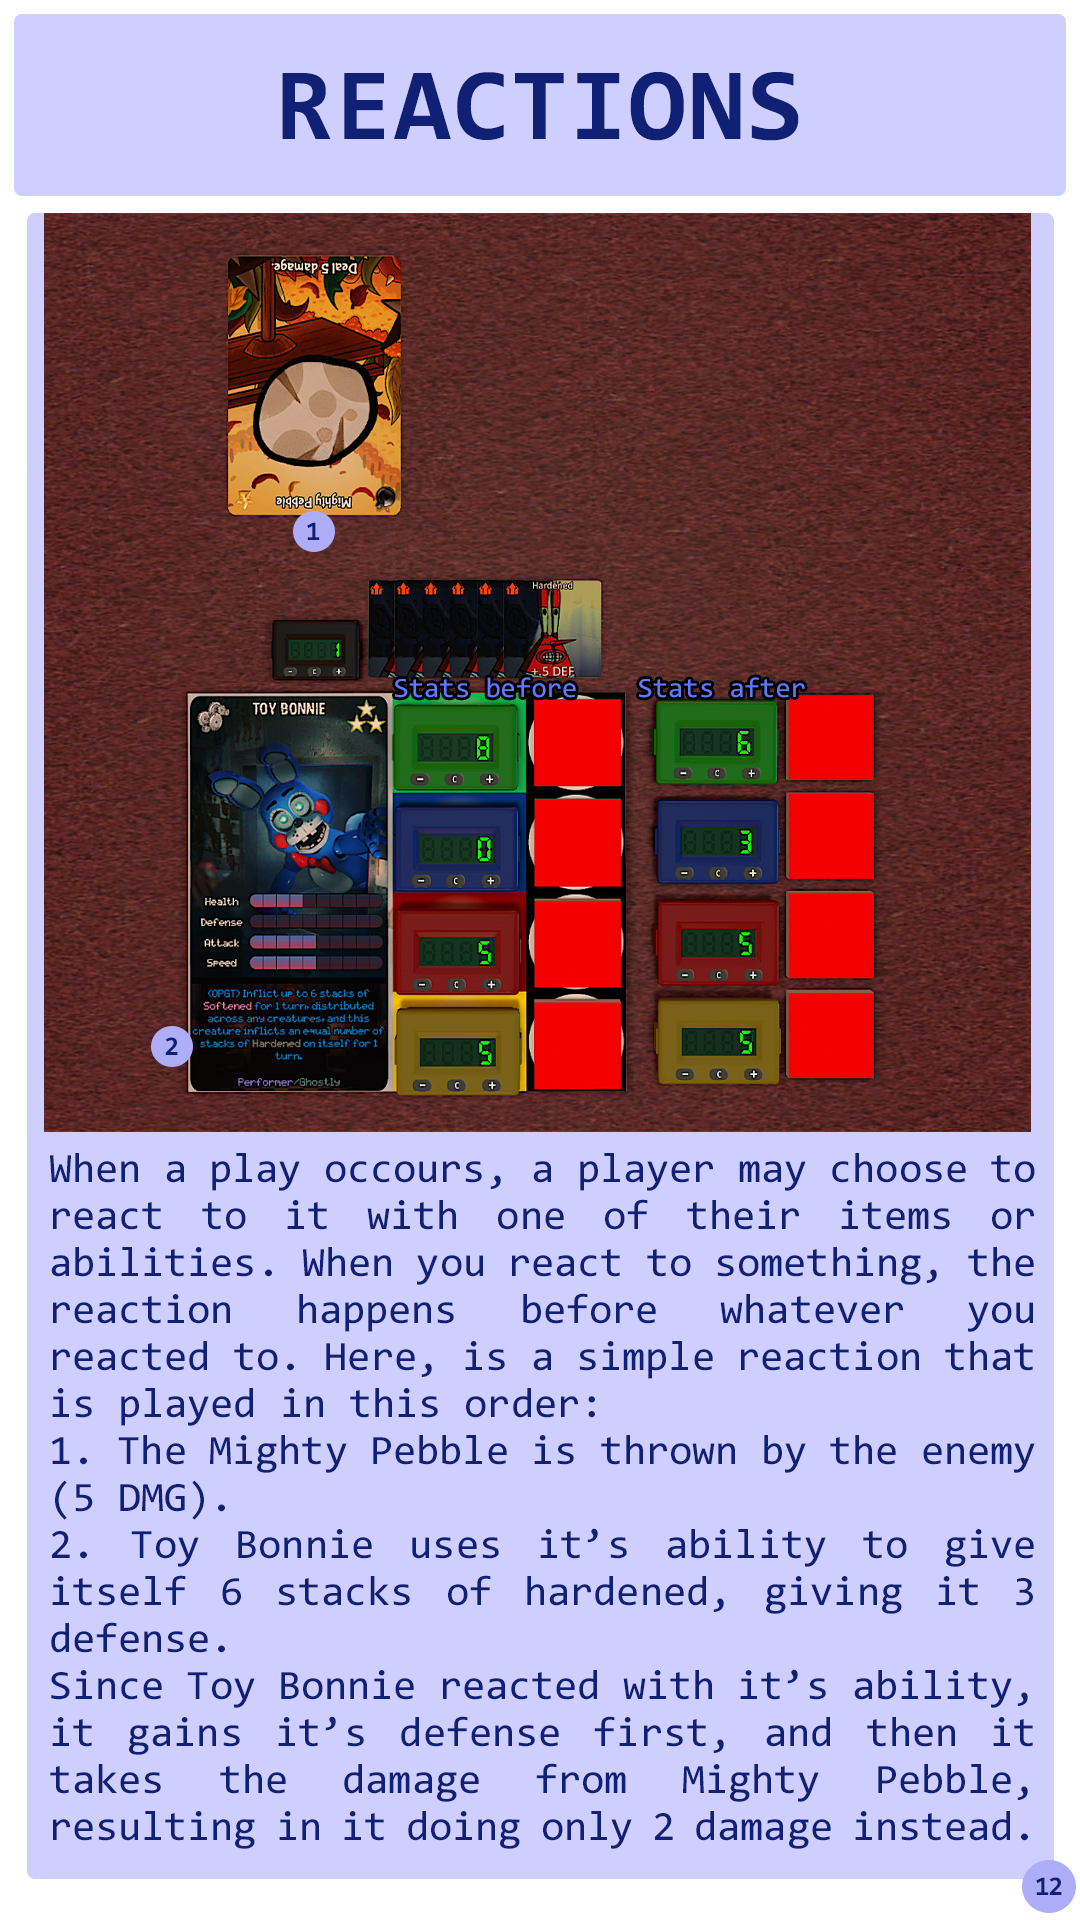 REACTIONS
Deal 5 damage.
Mighty Pebble
1
Hardened
+.5 DEF
1
Stats before
Stats after
TOY BONNIE
8
6
0
3
Health
Defense
Attack
Speed
5
5
(OPGT) Inflict up to 6 stacks of
Softened for 1 turn, distributed
across any creatures, and this
creature inflicts an equal number of
stacks of Hardened on itself for 1
turn.
Performer/Ghostly
2
5
5
When a play occours, a player may choose to
react to it with one of their items or
abilities. When you react to something, the
reaction happens before whatever you
reacted to. Here, is a simple reaction that
is played in this order:
1. The Mighty Pebble is thrown by the enemy
(5 DMG).
2. Toy Bonnie uses it’s ability to give
itself 6 stacks of hardened, giving it 3
defense.
Since Toy Bonnie reacted with it’s ability,
it gains it’s defense first, and then it
takes the damage from Mighty Pebble,
resulting in it doing only 2 damage instead.
12